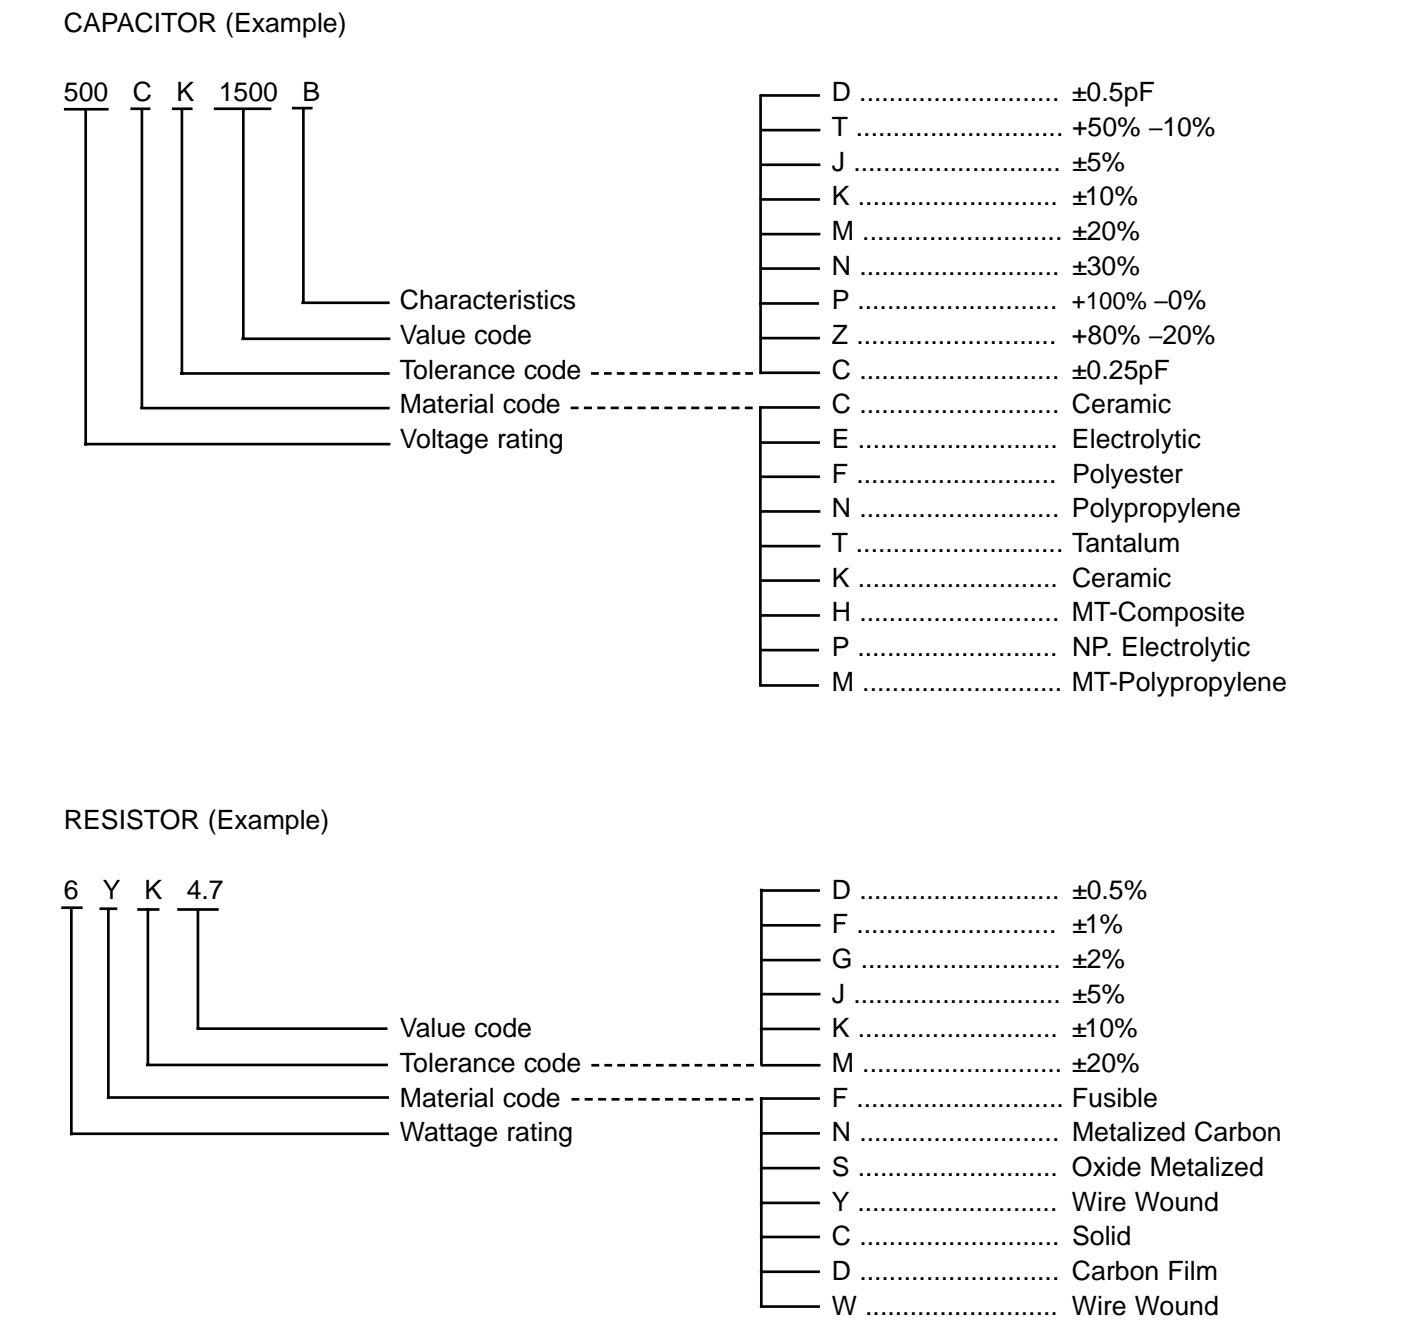 CAPACITOR (Example)
500 C K 1500 B
D ........................... ±0.5pF
T ............................ +50% –10%
J ............................ ±5%
K ........................... ±10%
M ........................... ±20%
N ........................... ±30%
Characteristics P ........................... +100% –0%
Value code Z ........................... +80% –20%
Tolerance code C ........................... ±0.25pF
Material code C ........................... Ceramic
Voltage rating E ........................... Electrolytic
F ........................... Polyester
N ........................... Polypropylene
T ............................ Tantalum
K ........................... Ceramic
H ........................... MT-Composite
P ........................... NP. Electrolytic
M ........................... MT-Polypropylene
RESISTOR (Example)
6 Y K 4.7
D ........................... ±0.5%
F ........................... ±1%
G ........................... ±2%
J ............................ ±5%
Value code K ........................... ±10%
Tolerance code M ........................... ±20%
Material code F ............................ Fusible
Wattage rating N ........................... Metalized Carbon
S ........................... Oxide Metalized
Y ........................... Wire Wound
C ........................... Solid
D ........................... Carbon Film
W .......................... Wire Wound